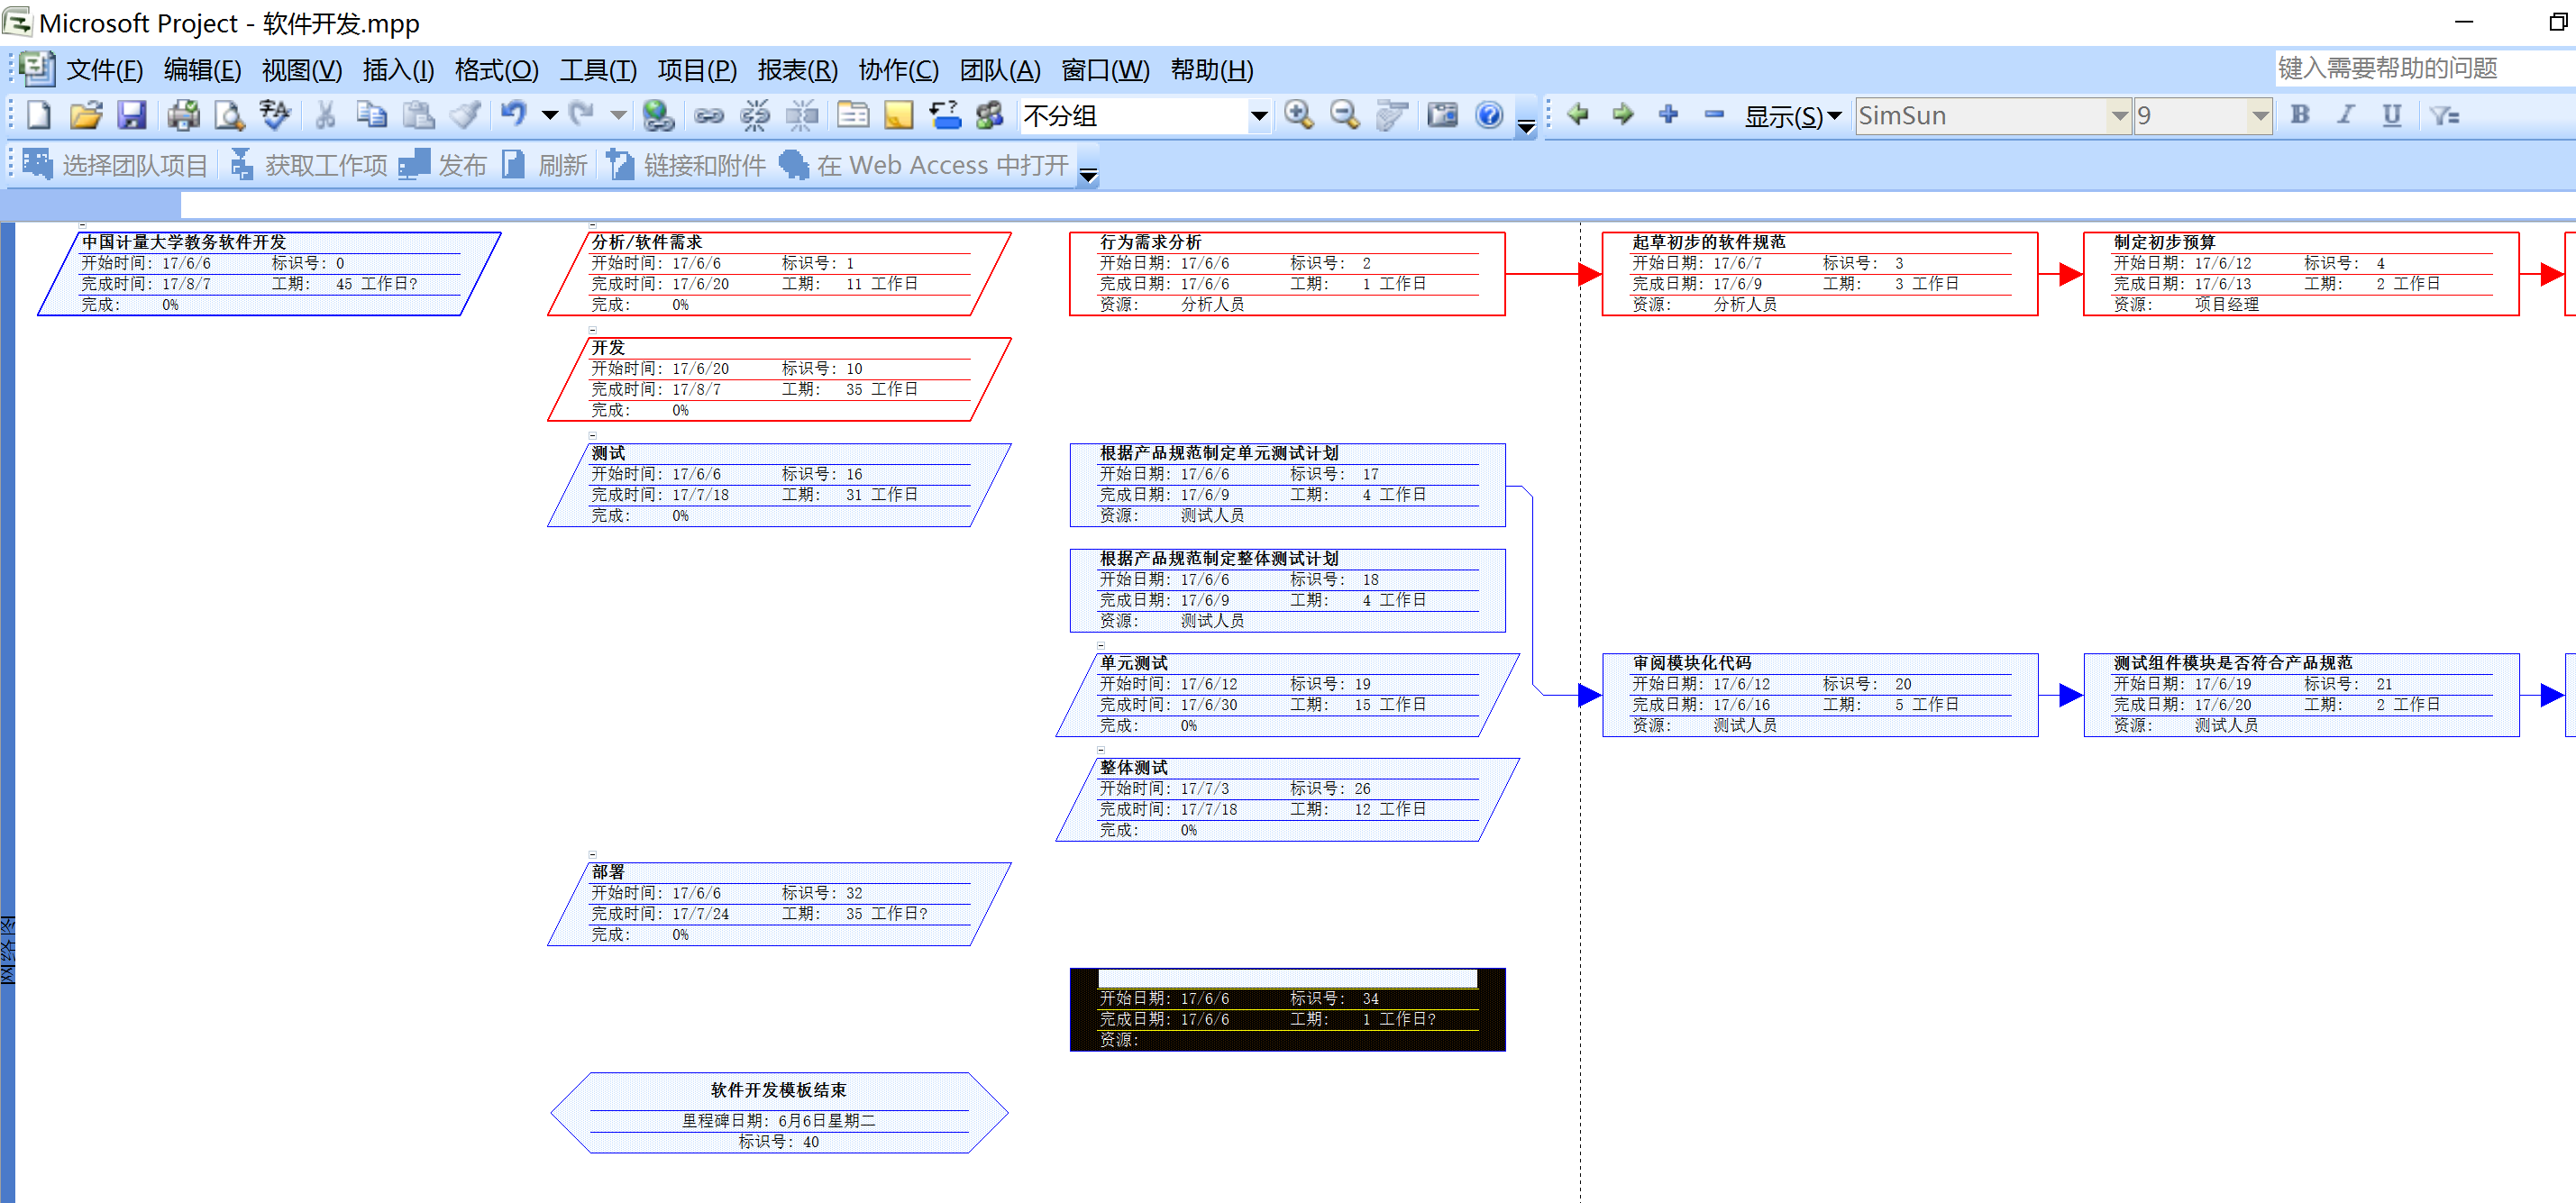 Microsoft Project - 软件开发.mpp
文件(F) 编辑(E) 视图(V) 插入(I) 格式(O) 工具(T) 项目(P) 报表(R) 协作(C) 团队(A) 窗口(W) 帮助(H)
键入需要帮助的问题
不分组
显示(S)
SimSun
9
B I U
选择团队项目 获取工作项 发布 刷新 链接和附件 在 Web Access 中打开
中国计量大学教务软件开发
开始时间: 17/6/6 标识号: 0
完成时间: 17/8/7 工期: 45 工作日?
完成: 0%
分析/软件需求
开始时间: 17/6/6 标识号: 1
完成时间: 17/6/20 工期: 11 工作日
完成: 0%
行为需求分析
开始日期: 17/6/6 标识号: 2
完成日期: 17/6/6 工期: 1 工作日
资源: 分析人员
起草初步的软件规范
开始日期: 17/6/7 标识号: 3
完成日期: 17/6/9 工期: 3 工作日
资源: 分析人员
制定初步预算
开始日期: 17/6/12 标识号: 4
完成日期: 17/6/13 工期: 2 工作日
资源: 项目经理
开发
开始时间: 17/6/20 标识号: 10
完成时间: 17/8/7 工期: 35 工作日
完成: 0%
测试
开始时间: 17/6/6 标识号: 16
完成时间: 17/7/18 工期: 31 工作日
完成: 0%
根据产品规范制定单元测试计划
开始日期: 17/6/6 标识号: 17
完成日期: 17/6/9 工期: 4 工作日
资源: 测试人员
根据产品规范制定整体测试计划
开始日期: 17/6/6 标识号: 18
完成日期: 17/6/9 工期: 4 工作日
资源: 测试人员
单元测试
开始时间: 17/6/12 标识号: 19
完成时间: 17/6/30 工期: 15 工作日
完成: 0%
审阅模块化代码
开始日期: 17/6/12 标识号: 20
完成日期: 17/6/16 工期: 5 工作日
资源: 测试人员
测试组件模块是否符合产品规范
开始日期: 17/6/19 标识号: 21
完成日期: 17/6/20 工期: 2 工作日
资源: 测试人员
整体测试
开始时间: 17/7/3 标识号: 26
完成时间: 17/7/18 工期: 12 工作日
完成: 0%
部署
开始时间: 17/6/6 标识号: 32
完成时间: 17/7/24 工期: 35 工作日?
完成: 0%
网络图
开始日期: 17/6/6 标识号: 34
完成日期: 17/6/6 工期: 1 工作日?
资源:
软件开发模板结束
里程碑日期: 6月6日星期二
标识号: 40